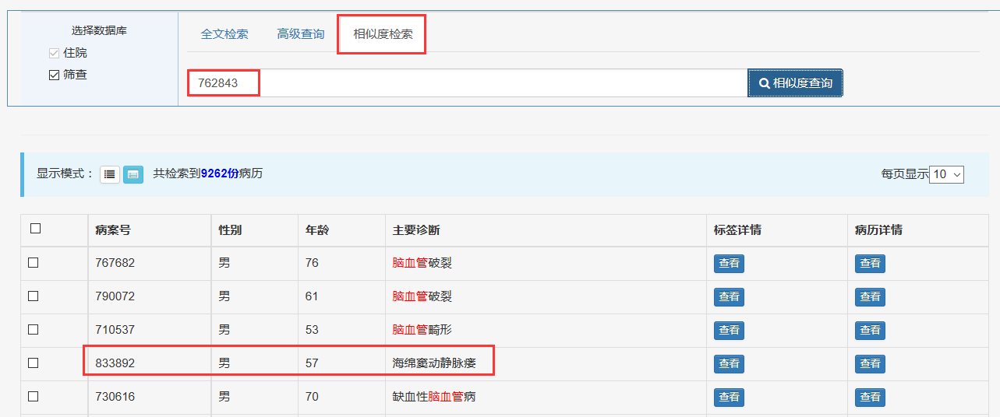 选择数据库
住院
筛查
全文检索 高级查询 相似度检索
762843 相似度查询
显示模式： 共检索到9262份病历 每页显示 10
病案号 性别 年龄 主要诊断 标签详情 病历详情
767682 男 76 脑血管破裂 查看 查看
790072 男 61 脑血管破裂 查看 查看
710537 男 53 脑血管畸形 查看 查看
833892 男 57 海绵窦动静脉瘘 查看 查看
730616 男 70 缺血性脑血管病 查看 查看